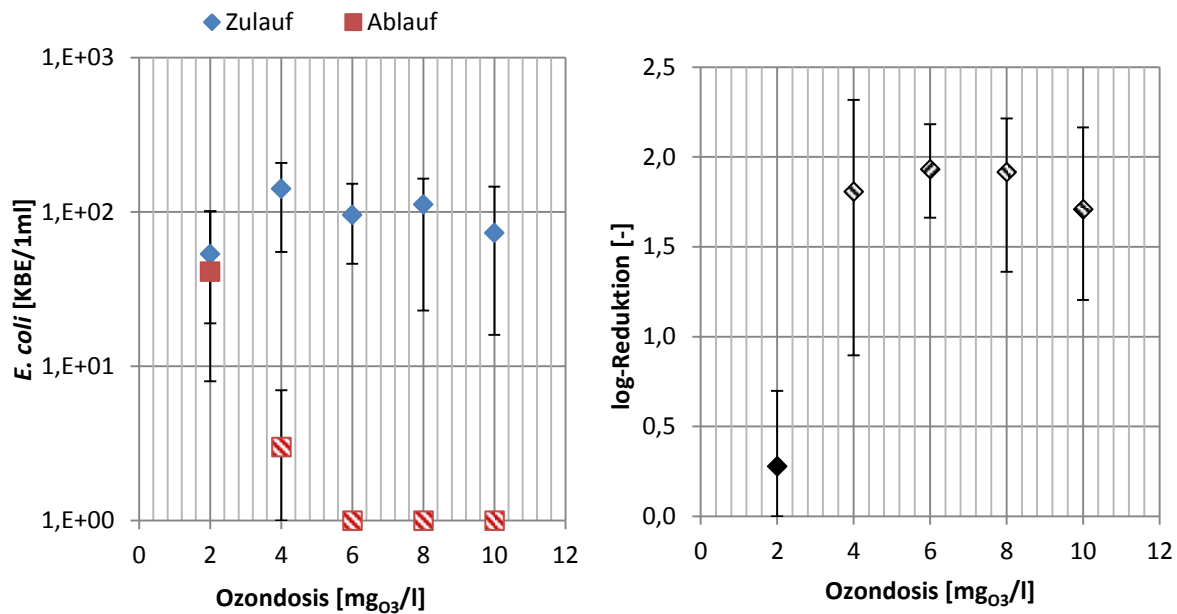 Zulauf Ablauf
E. coli [KBE/1ml]
1,E+03
1,E+02
1,E+01
1,E+00
0 2 4 6 8 10 12
Ozondosis [mgO3/l]
log-Reduktion [-]
2,5
2,0
1,5
1,0
0,5
0,0
0 2 4 6 8 10 12
Ozondosis [mgO3/l]